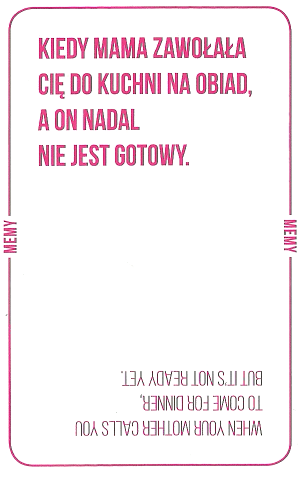 KIEDY MAMA ZAWOŁAŁA
CIĘ DO KUCHNI NA OBIAD,
A ON NADAL
NIE JEST GOTOWY.
MEMY
MEMY
WHEN YOUR MOTHER CALLS YOU
TO COME FOR DINNER,
BUT IT'S NOT READY YET.